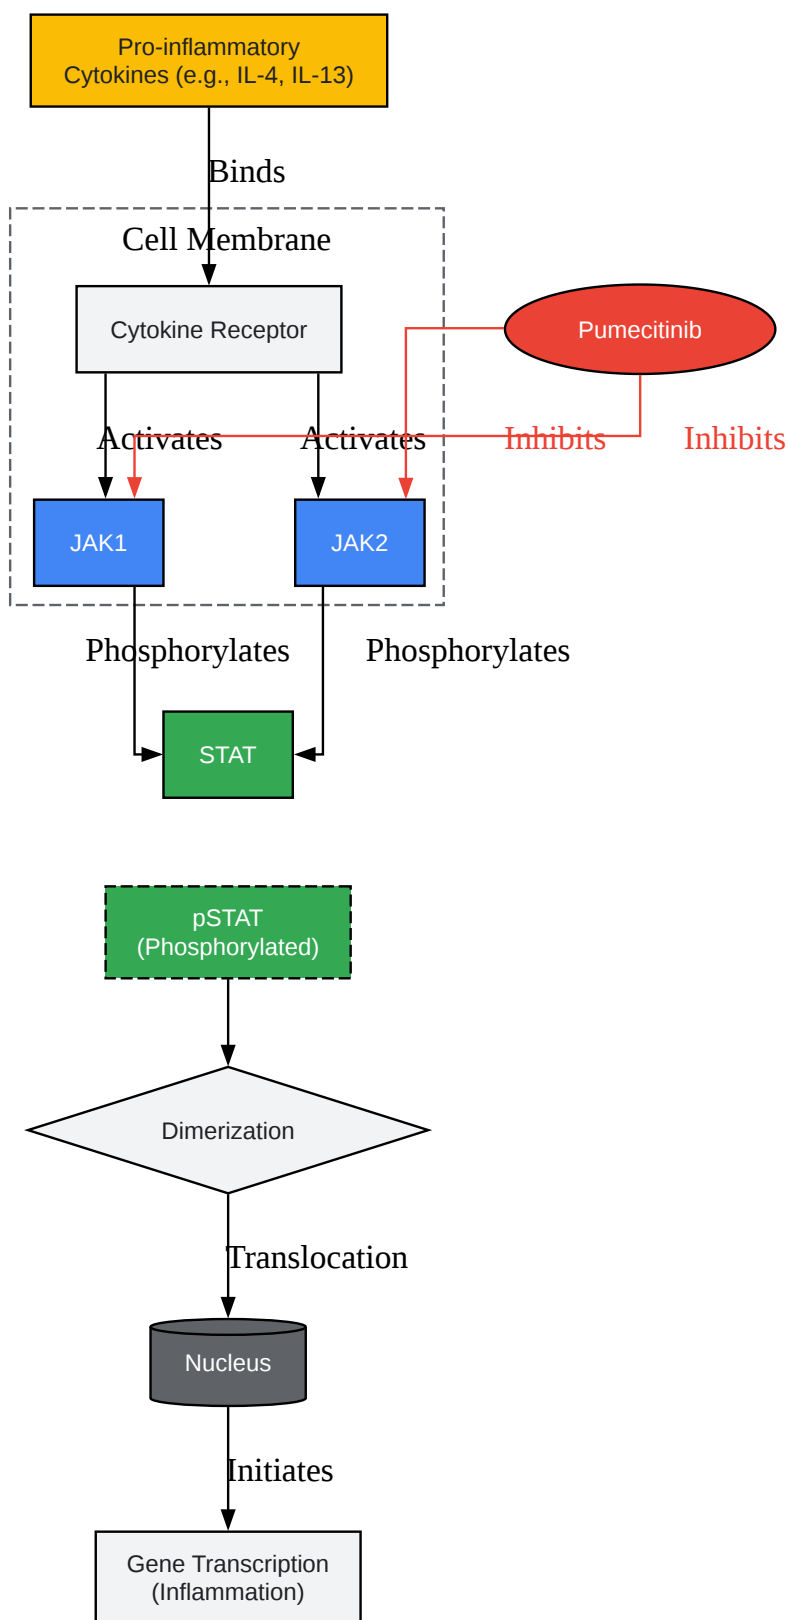 Pro-inflammatory
Cytokines (e.g., IL-4, IL-13)
Binds
Cell Membrane
Cytokine Receptor
Pumecitinib
Activates
Activates
Inhibits
Inhibits
JAK1
JAK2
Phosphorylates
Phosphorylates
STAT
pSTAT
(Phosphorylated)
Dimerization
Translocation
Nucleus
Initiates
Gene Transcription
(Inflammation)